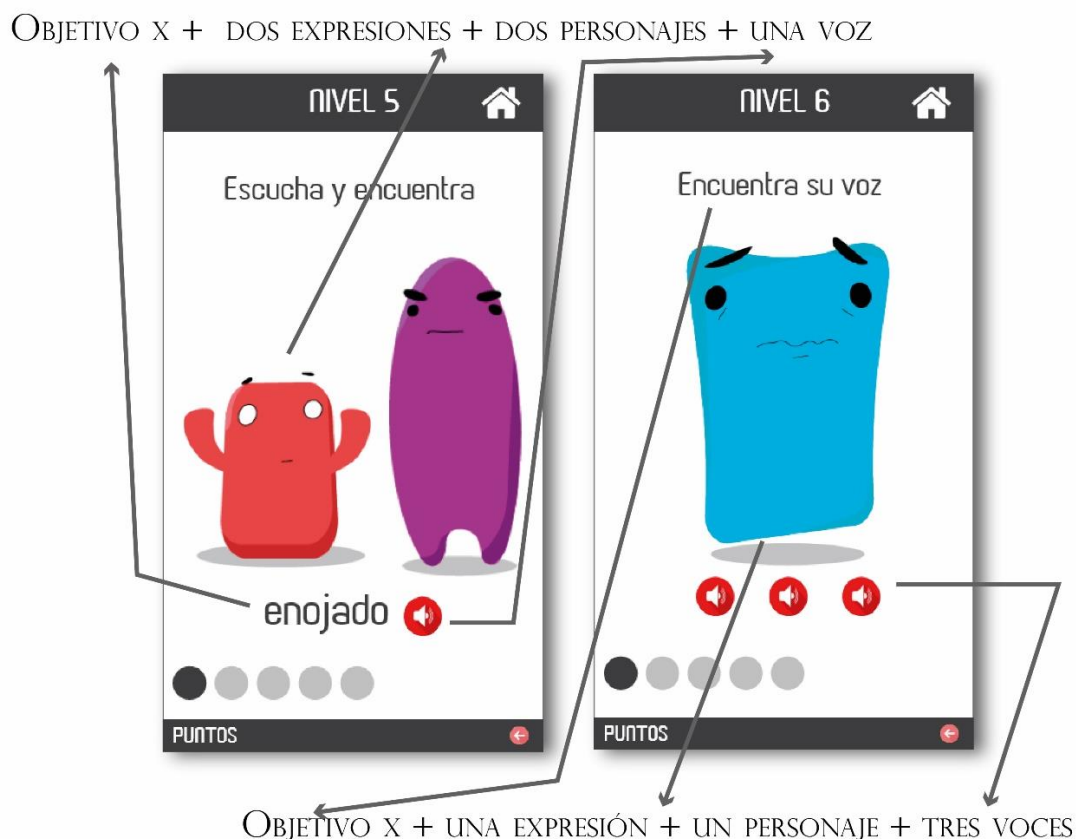 Objetivo x + dos expresiones + dos personajes + una voz
NIVEL 5
Escucha y encuentra
enojado
PUNTOS
NIVEL 6
Encuentra su voz
PUNTOS
Objetivo x + una expresión + un personaje + tres voces